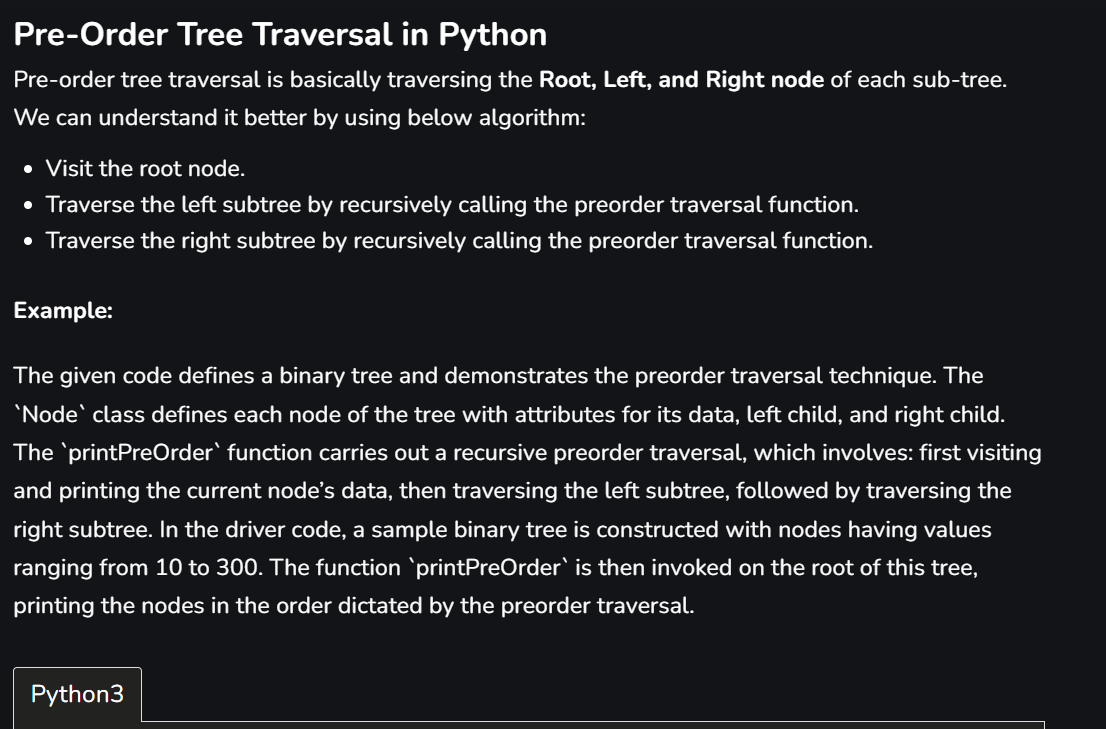 Pre-Order Tree Traversal in Python
Pre-order tree traversal is basically traversing the Root, Left, and Right node of each sub-tree.
We can understand it better by using below algorithm:
• Visit the root node.
• Traverse the left subtree by recursively calling the preorder traversal function.
• Traverse the right subtree by recursively calling the preorder traversal function.
Example:
The given code defines a binary tree and demonstrates the preorder traversal technique. The
`Node` class defines each node of the tree with attributes for its data, left child, and right child.
The `printPreOrder` function carries out a recursive preorder traversal, which involves: first visiting
and printing the current node’s data, then traversing the left subtree, followed by traversing the
right subtree. In the driver code, a sample binary tree is constructed with nodes having values
ranging from 10 to 300. The function `printPreOrder` is then invoked on the root of this tree,
printing the nodes in the order dictated by the preorder traversal.
Python3